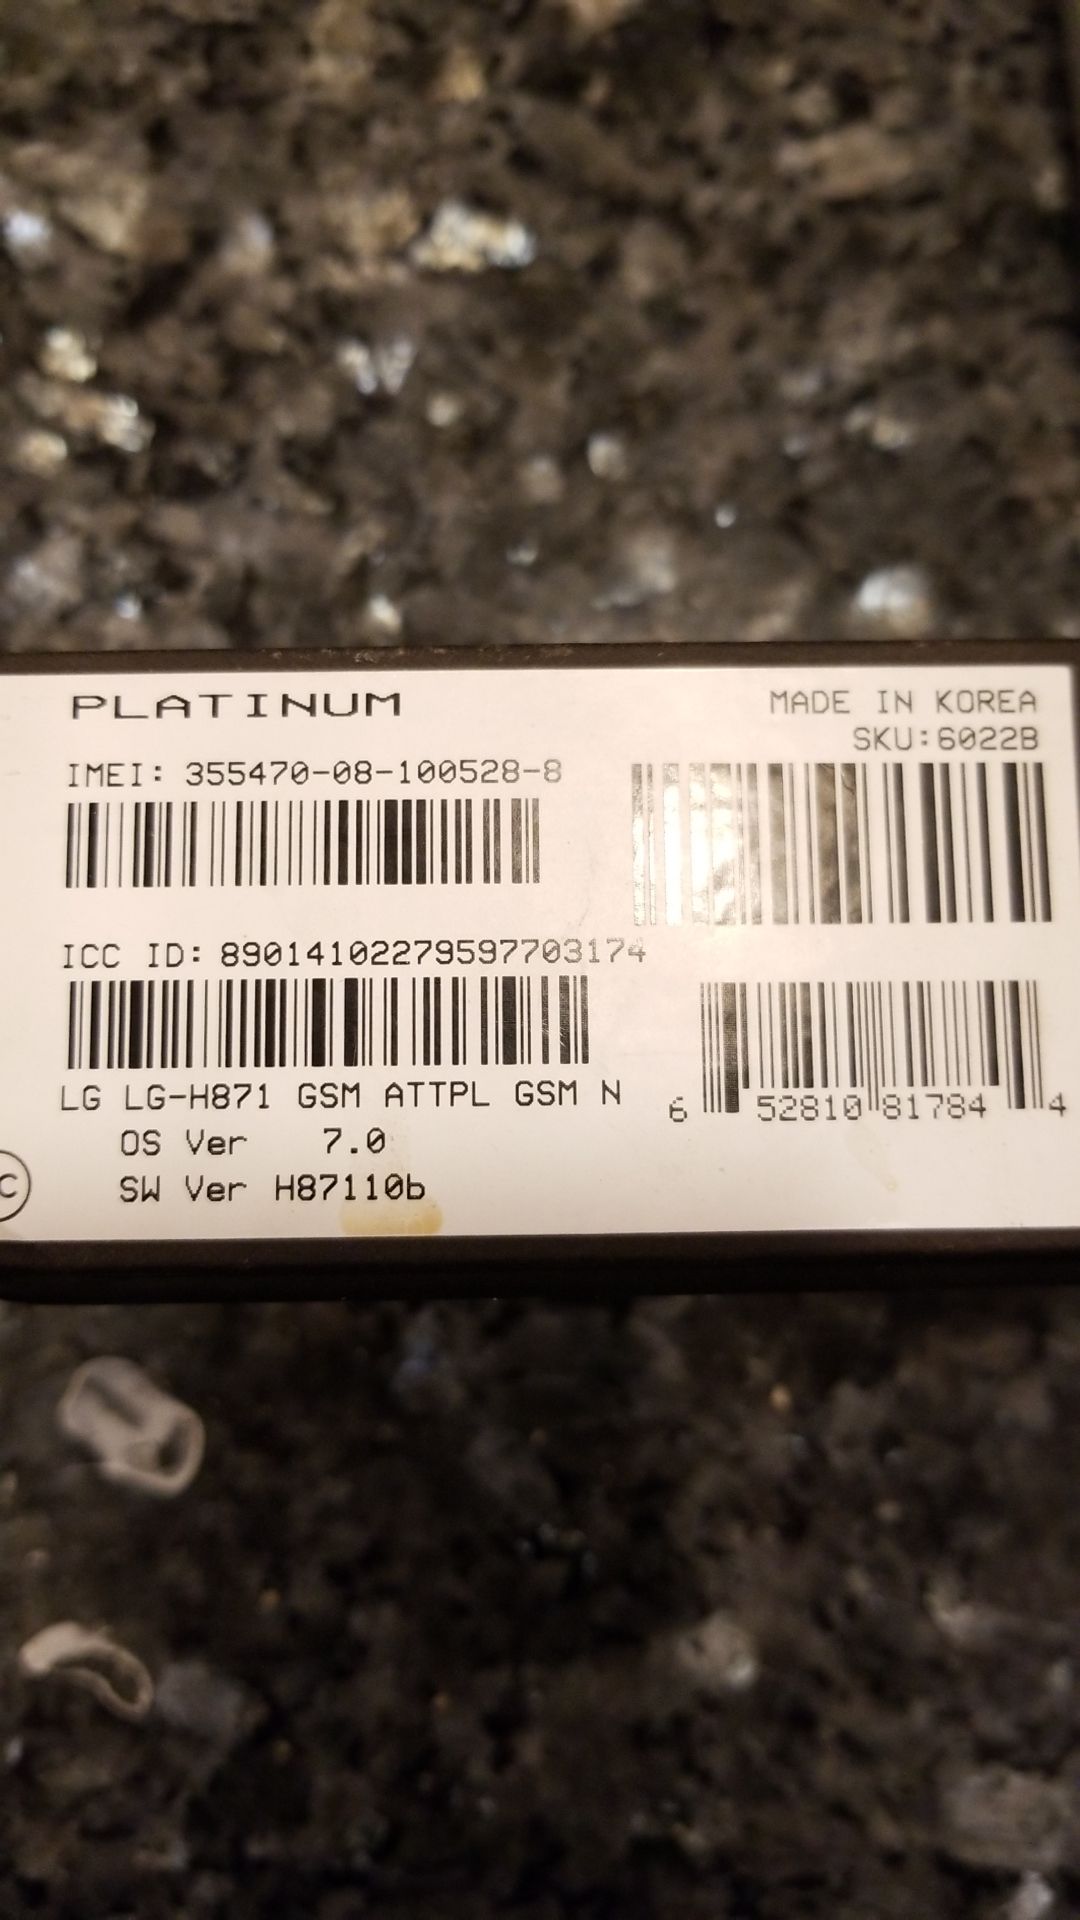 PLATINUM
MADE IN KOREA
SKU:6022B
IMEI: 355470-08-100528-8
ICC ID: 89014102279597703174
LG LG-H871 GSM ATTPL GSM N
6 52810 81784 4
OS Ver 7.0
SW Ver H87110b
C